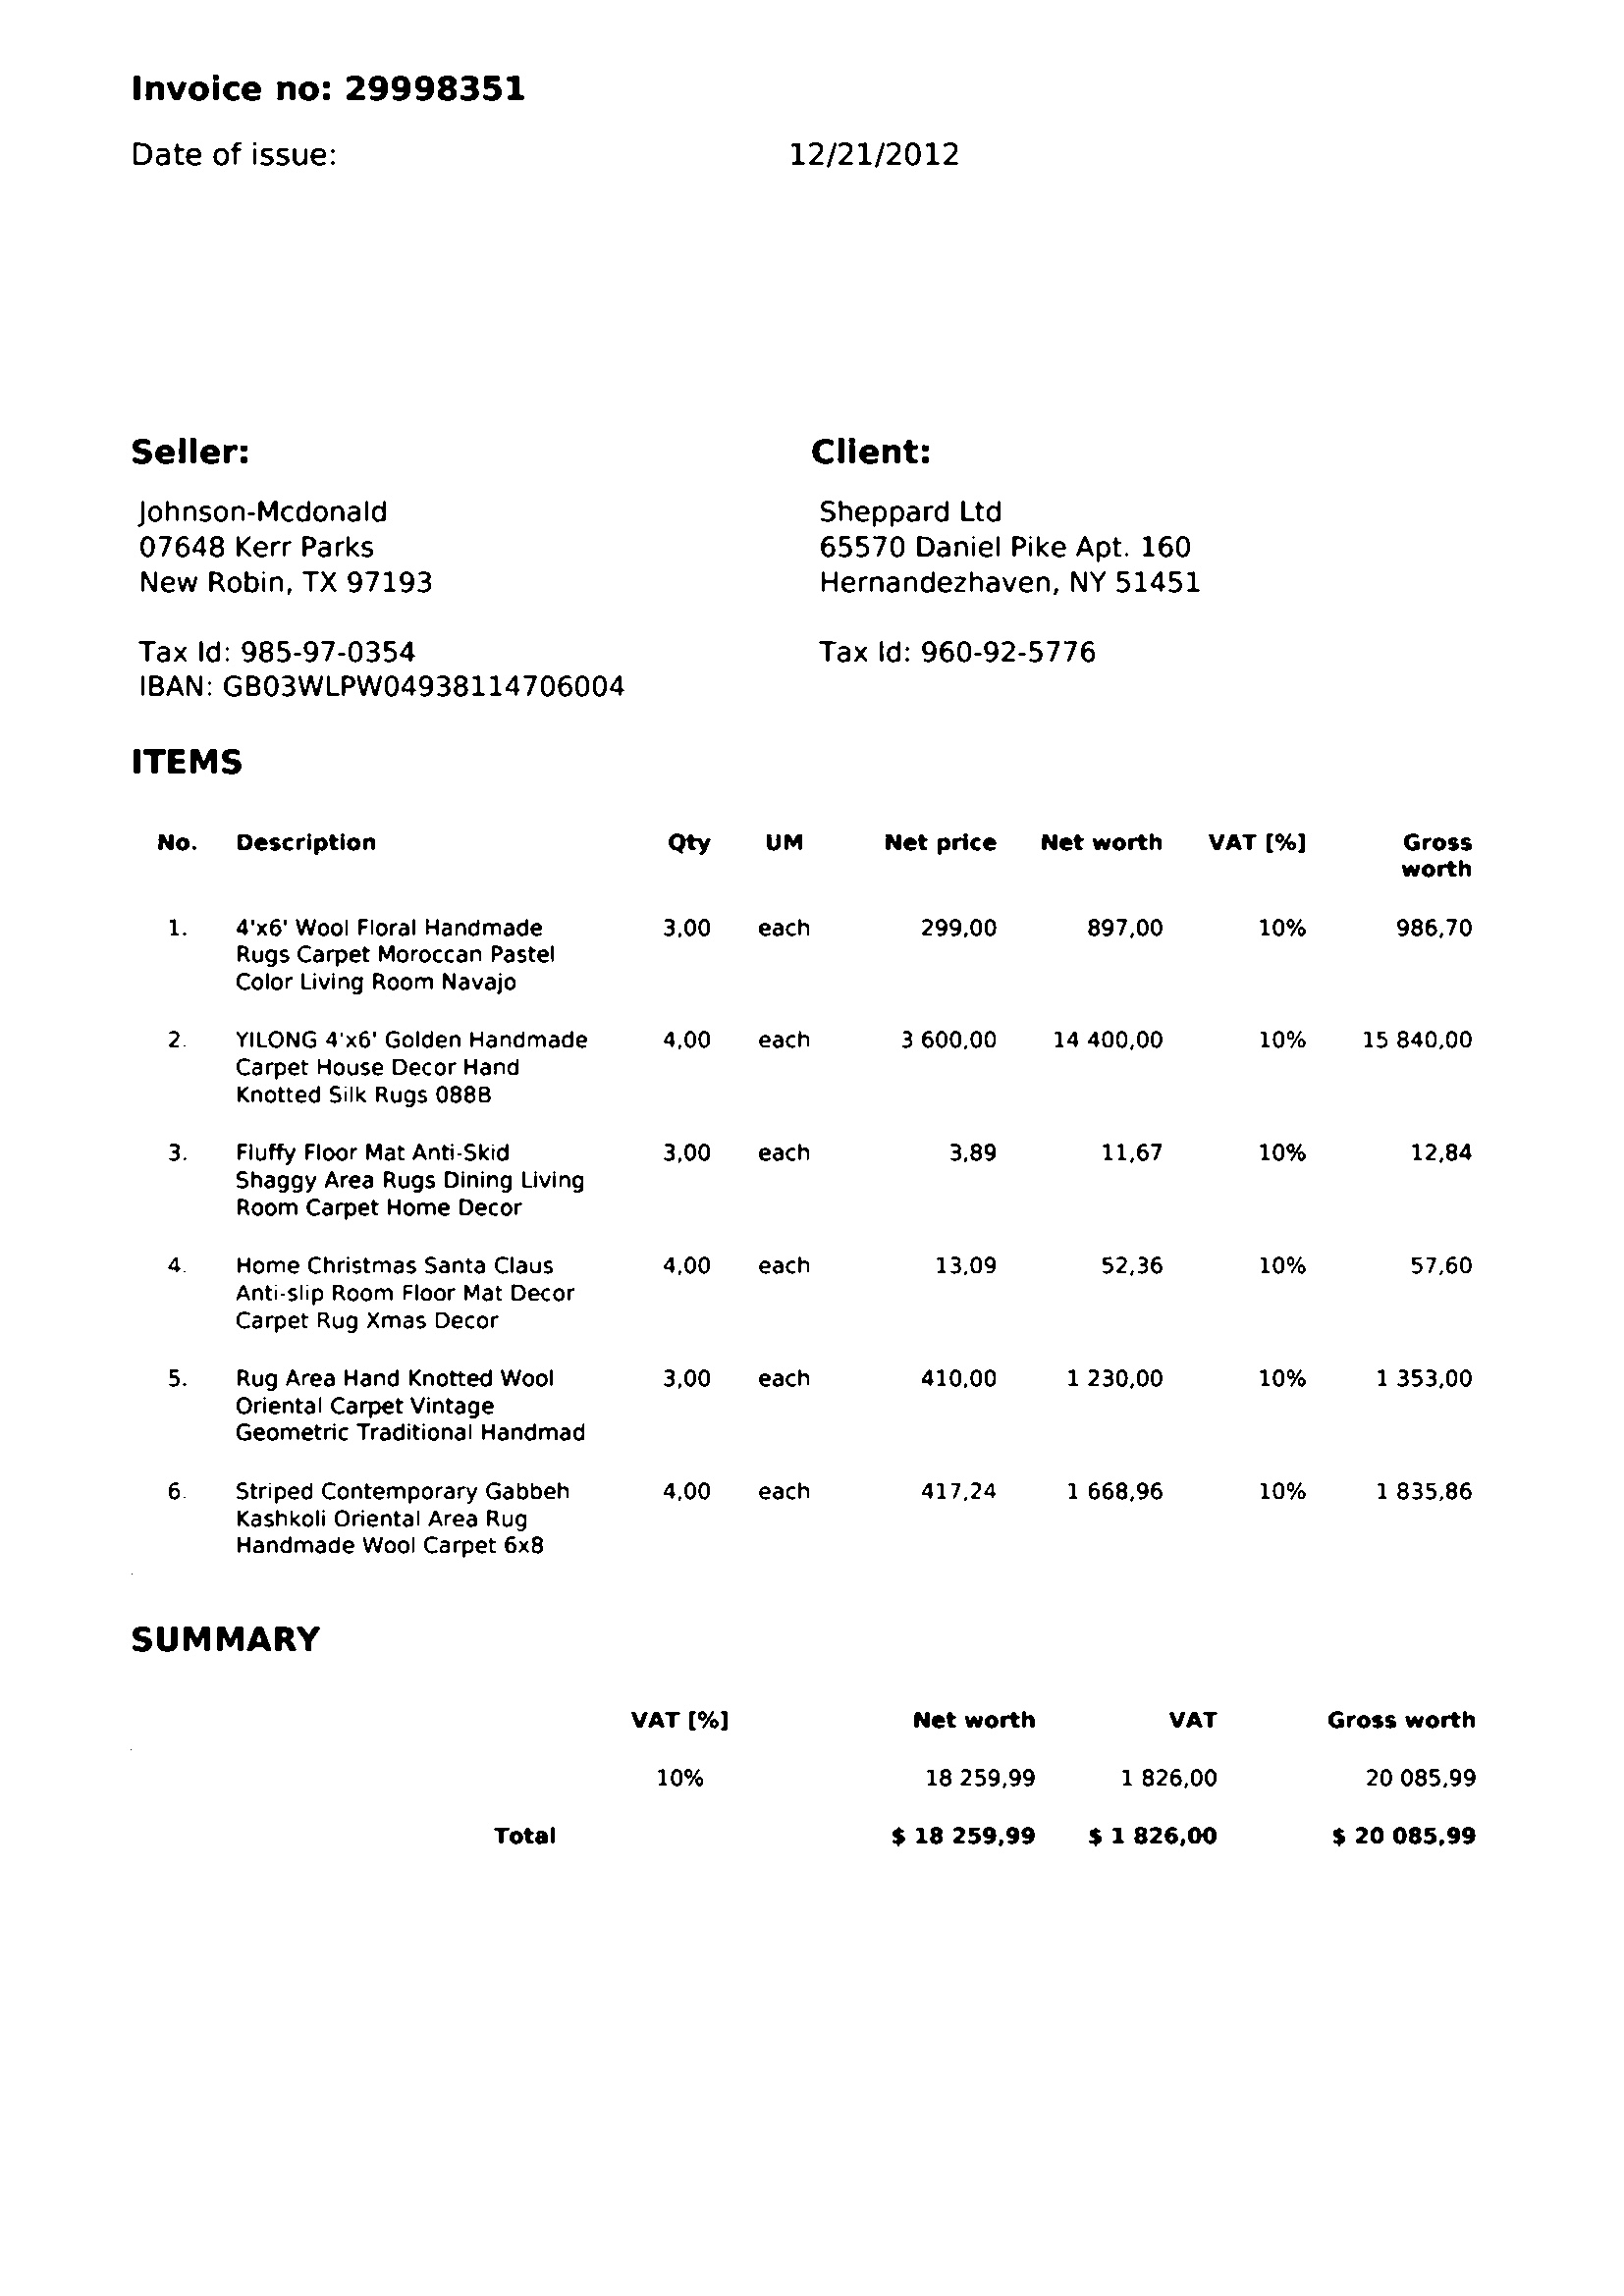 Invoice no: 29998351
Date of issue: 12/21/2012
Seller:
Johnson-Mcdonald
07648 Kerr Parks
New Robin, TX 97193
Tax Id: 985-97-0354
IBAN: GB03WLPW04938114706004
Client:
Sheppard Ltd
65570 Daniel Pike Apt. 160
Hernandezhaven, NY 51451
Tax Id: 960-92-5776
ITEMS
No. Description Qty UM Net price Net worth VAT [%] Gross
worth
1. 4'x6' Wool Floral Handmade 3,00 each 299,00 897,00 10% 986,70
Rugs Carpet Moroccan Pastel
Color Living Room Navajo
2. YILONG 4'x6' Golden Handmade 4,00 each 3 600,00 14 400,00 10% 15 840,00
Carpet House Decor Hand
Knotted Silk Rugs 088B
3. Fluffy Floor Mat Anti-Skid 3,00 each 3,89 11,67 10% 12,84
Shaggy Area Rugs Dining Living
Room Carpet Home Decor
4. Home Christmas Santa Claus 4,00 each 13,09 52,36 10% 57,60
Anti-slip Room Floor Mat Decor
Carpet Rug Xmas Decor
5. Rug Area Hand Knotted Wool 3,00 each 410,00 1 230,00 10% 1 353,00
Oriental Carpet Vintage
Geometric Traditional Handmad
6. Striped Contemporary Gabbeh 4,00 each 417,24 1 668,96 10% 1 835,86
Kashkoli Oriental Area Rug
Handmade Wool Carpet 6x8
SUMMARY
VAT [%] Net worth VAT Gross worth
10% 18 259,99 1 826,00 20 085,99
Total $ 18 259,99 $ 1 826,00 $ 20 085,99